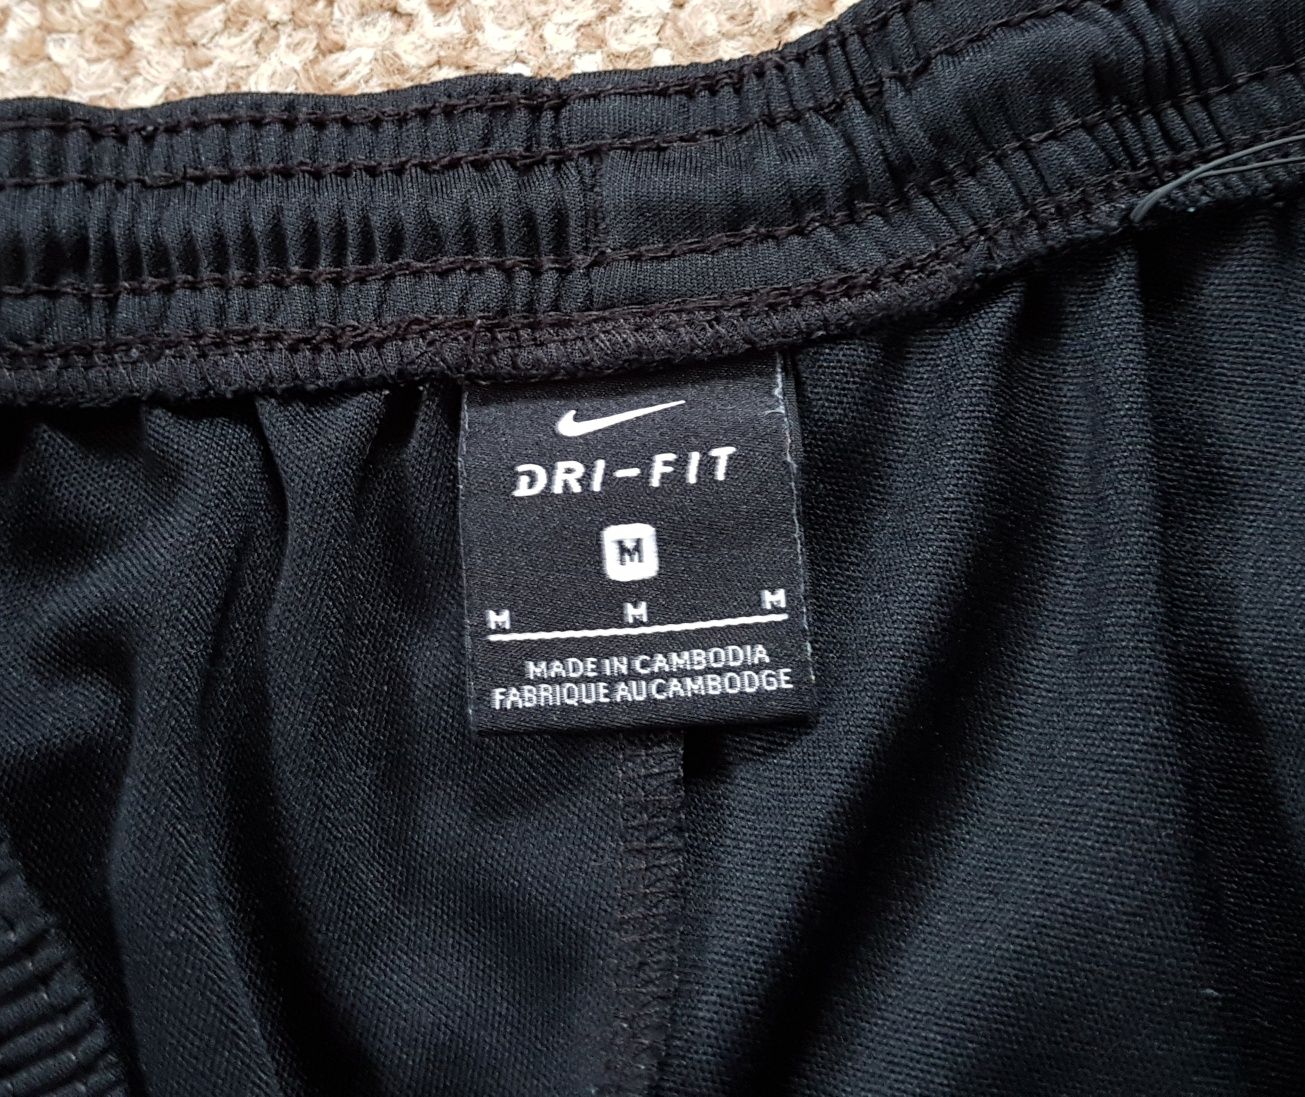 DRI-FIT
M
M M M
MADE IN CAMBODIA
FABRIQUE AU CAMBODGE